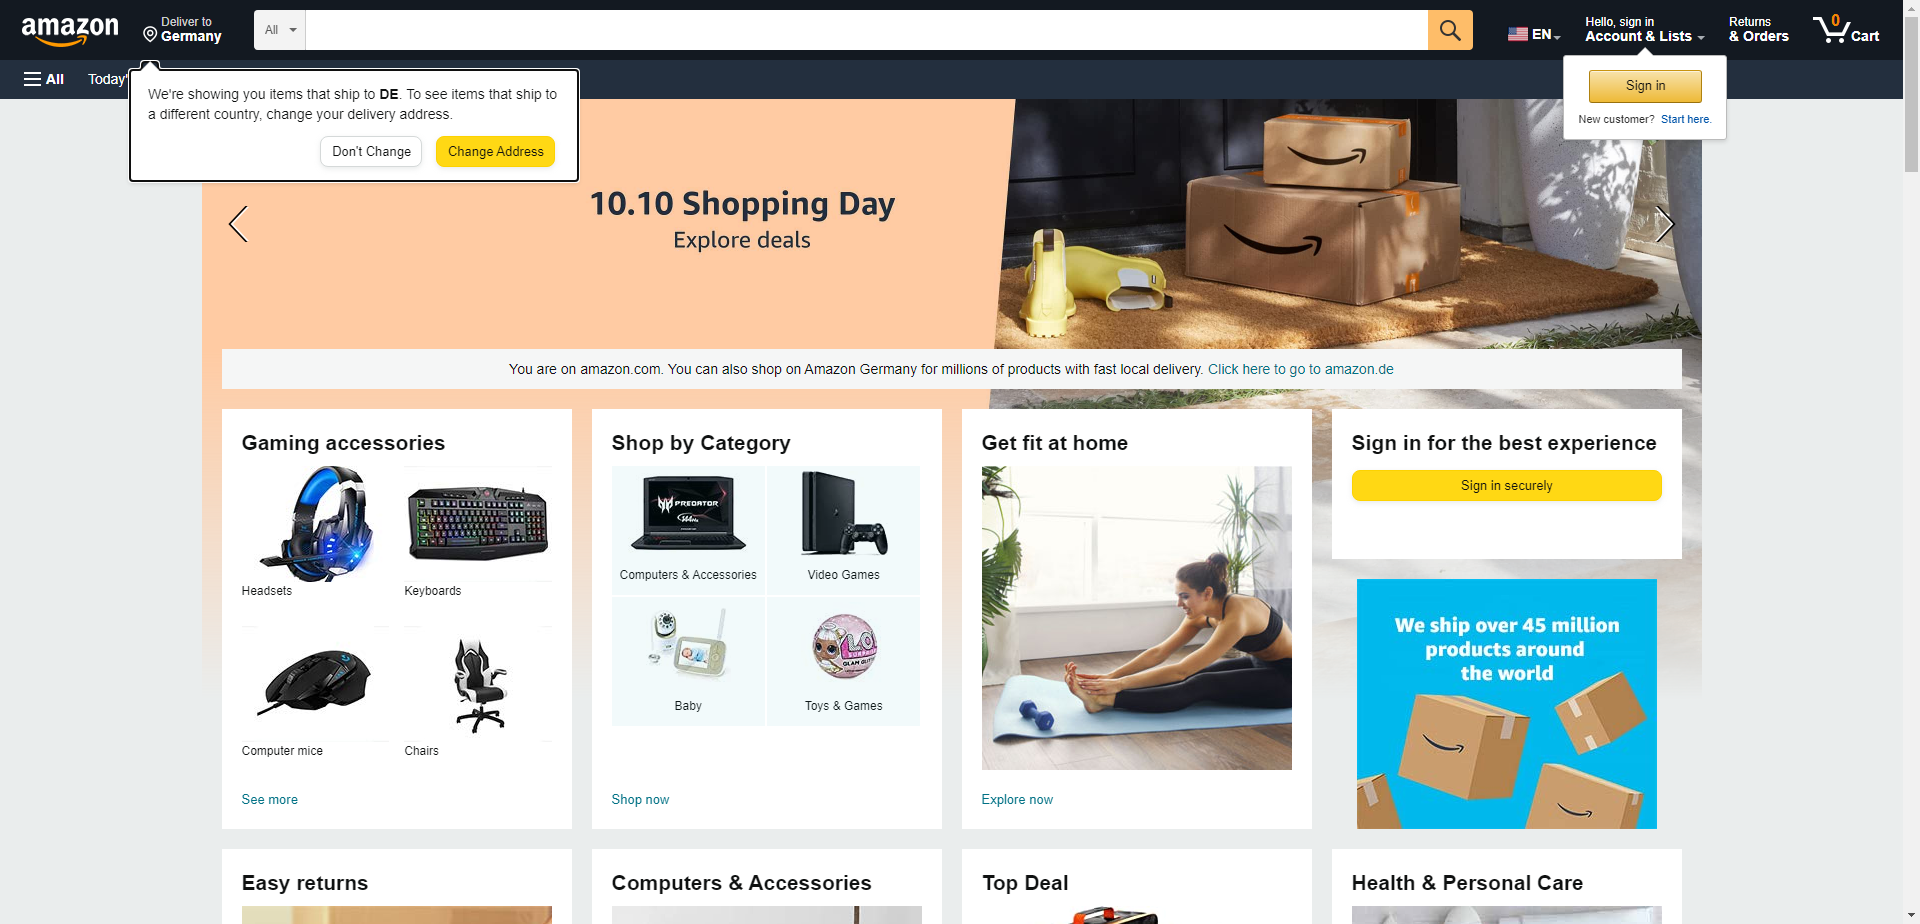 amazon
Deliver to
Germany
All
EN
Hello, sign in
Account & Lists
Returns
& Orders
0
Cart
All
Today'
We're showing you items that ship to DE. To see items that ship to
a different country, change your delivery address.
Don't Change
Change Address
Sign in
New customer? Start here.
10.10 Shopping Day
Explore deals
You are on amazon.com. You can also shop on Amazon Germany for millions of products with fast local delivery. Click here to go to amazon.de
Gaming accessories
Headsets
Keyboards
Computer mice
Chairs
See more
Shop by Category
PREDATOR
Computers & Accessories
Video Games
Baby
L.O.L.
SURPRISE
GLAM GLITTER
Toys & Games
Shop now
Get fit at home
Explore now
Sign in for the best experience
Sign in securely
We ship over 45 million
products around
the world
Easy returns
Computers & Accessories
Top Deal
Health & Personal Care